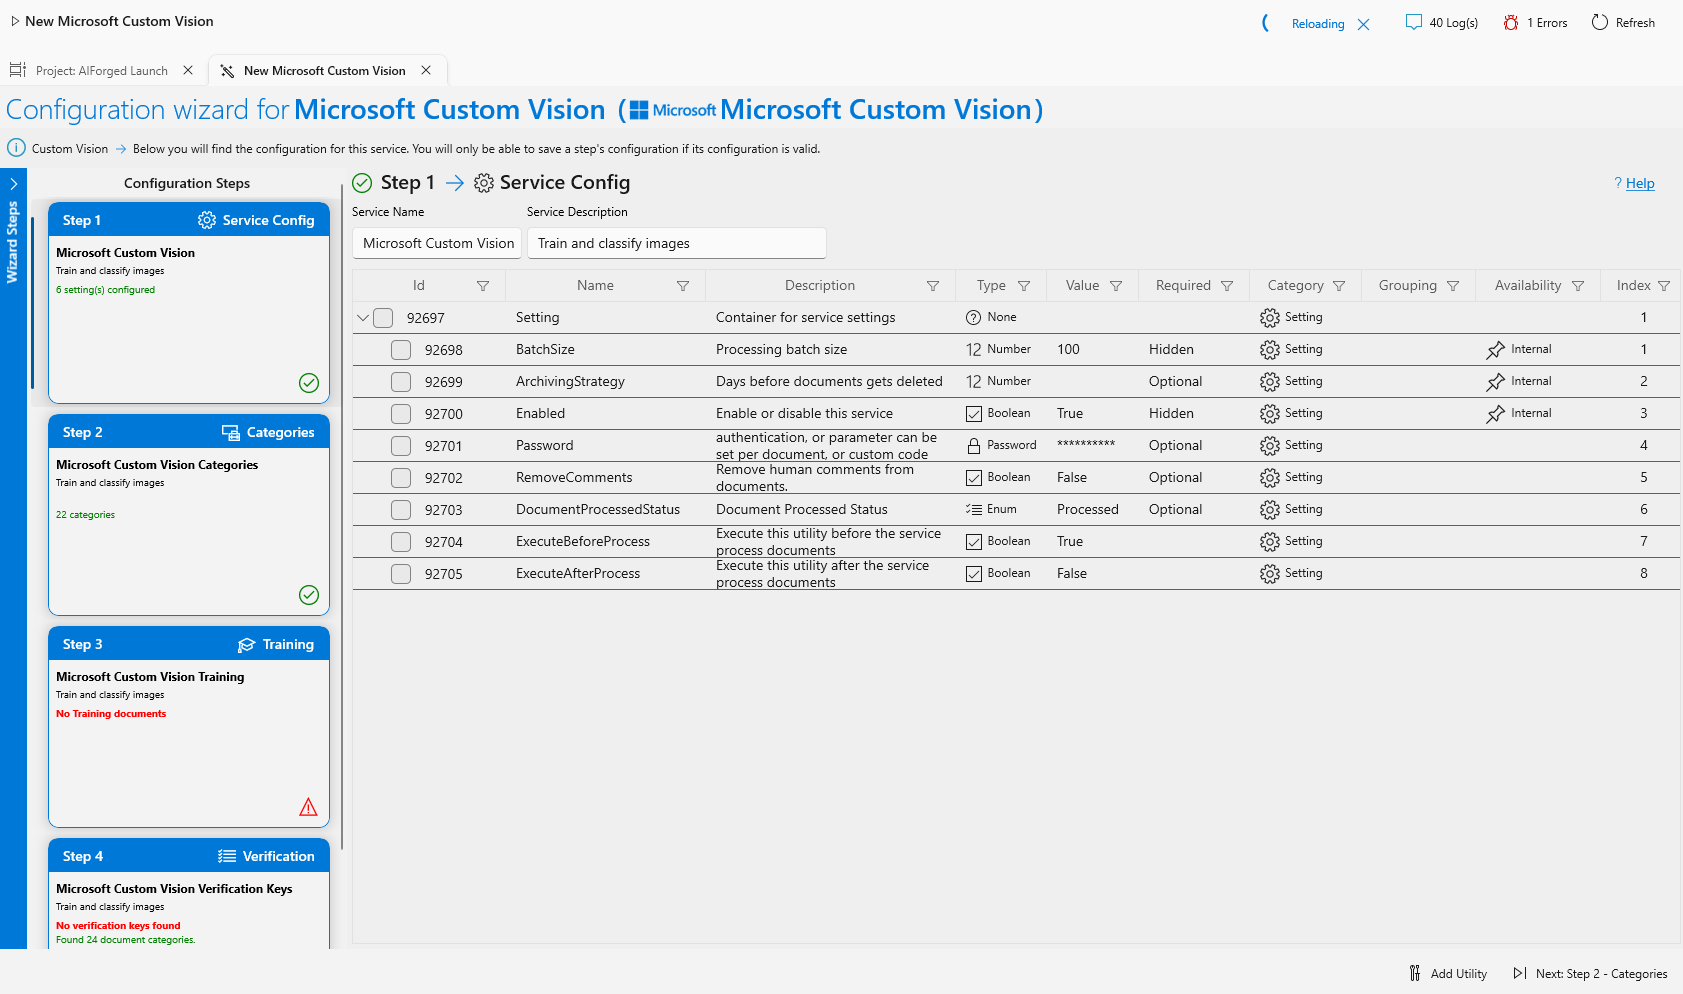 New Microsoft Custom Vision
Reloading
40 Log(s)
1 Errors
Refresh
Project: AIForged Launch
New Microsoft Custom Vision
Configuration wizard for Microsoft Custom Vision (Microsoft Microsoft Custom Vision)
Custom Vision → Below you will find the configuration for this service. You will only be able to save a step's configuration if its configuration is valid.
Wizard Steps
Configuration Steps
Step 1 Service Config
Microsoft Custom Vision
Train and classify images
6 setting(s) configured
Step 2 Categories
Microsoft Custom Vision Categories
Train and classify images
22 categories
Step 3 Training
Microsoft Custom Vision Training
Train and classify images
No Training documents
Step 4 Verification
Microsoft Custom Vision Verification Keys
Train and classify images
No verification keys found
Found 24 document categories.
Step 1 → Service Config
? Help
Service Name Service Description
Microsoft Custom Vision Train and classify images
Id Name Description Type Value Required Category Grouping Availability Index
92697 Setting Container for service settings None Setting 1
92698 BatchSize Processing batch size 12 Number 100 Hidden Setting Internal 1
92699 ArchivingStrategy Days before documents gets deleted 12 Number Optional Setting Internal 2
92700 Enabled Enable or disable this service Boolean True Hidden Setting Internal 3
92701 Password authentication, or parameter can be set per document, or custom code Password ********** Optional Setting 4
92702 RemoveComments Remove human comments from documents. Boolean False Optional Setting 5
92703 DocumentProcessedStatus Document Processed Status Enum Processed Optional Setting 6
92704 ExecuteBeforeProcess Execute this utility before the service process documents Boolean True Setting 7
92705 ExecuteAfterProcess Execute this utility after the service process documents Boolean False Setting 8
Add Utility
Next: Step 2 - Categories